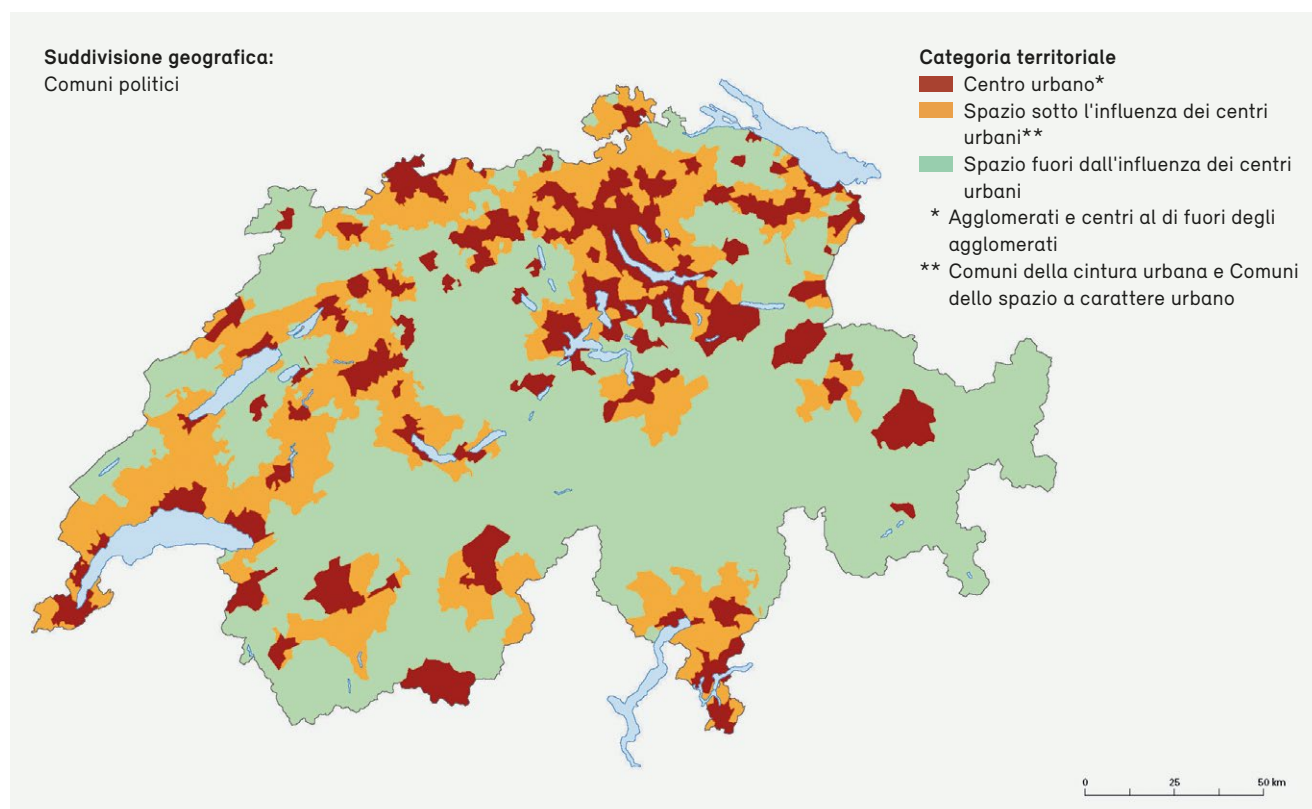 Suddivisione geografica:
Comuni politici
Categoria territoriale
Centro urbano*
Spazio sotto l'influenza dei centri
urbani**
Spazio fuori dall'influenza dei centri
urbani
* Agglomerati e centri al di fuori degli
agglomerati
** Comuni della cintura urbana e Comuni
dello spazio a carattere urbano
0 25 50 km